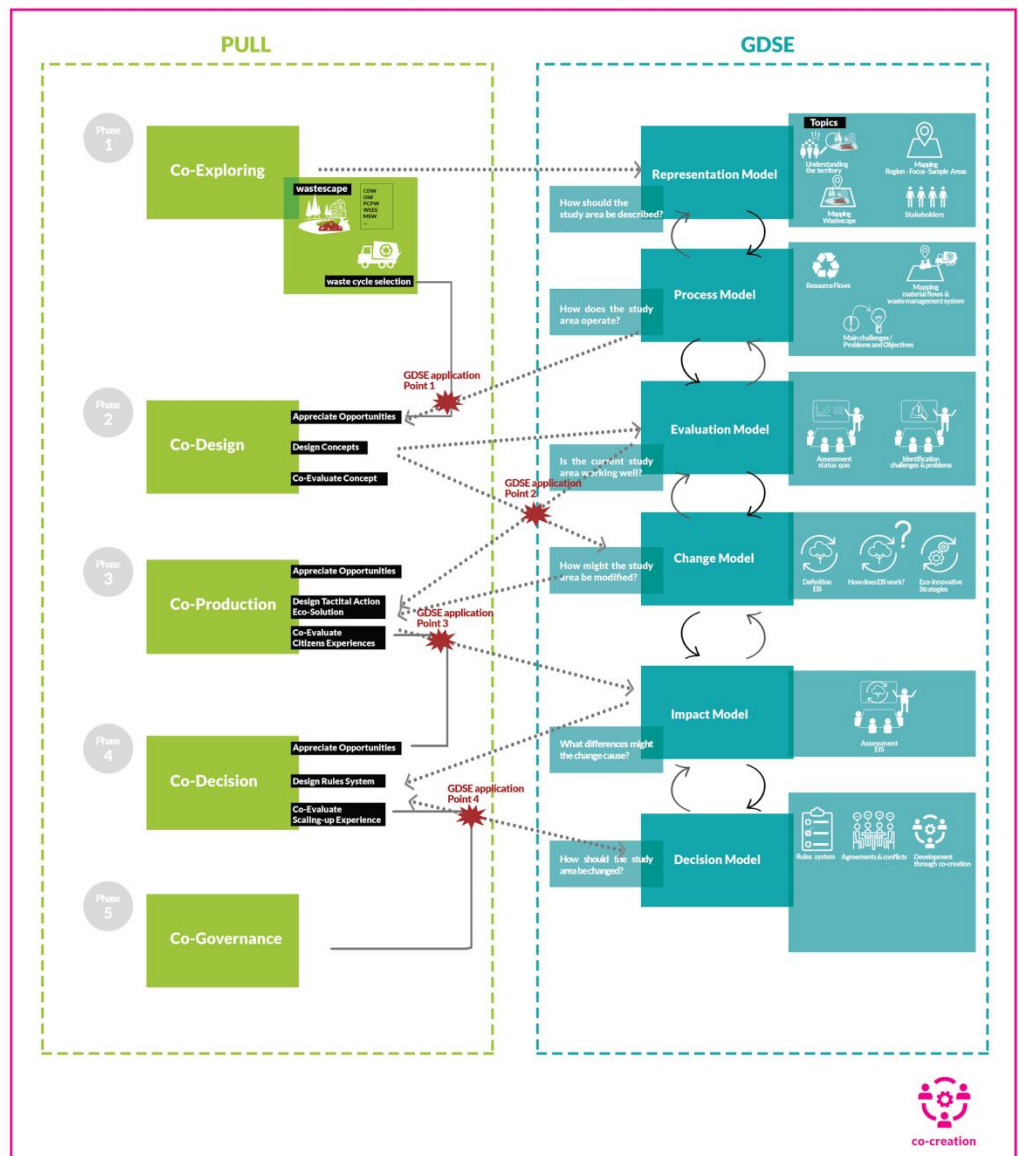 PULL
GDSE
Phase
1
Co-Exploring
wastescape
CDW
OW
PCPW
WEEE
MSW
...
waste cycle selection
Representation Model
How should the
study area be described?
Topics
Understanding
the territory
Mapping
Region - Focus - Sample Areas
Mapping
Wastescape
Stakeholders
Process Model
How does the study
area operate?
Resource Flows
Mapping
material flows &
waste management system
Main challenges /
Problems and Objectives
GDSE application
Point 1
Phase
2
Co-Design
Appreciate Opportunities
Design Concepts
Co-Evaluate Concept
Evaluation Model
Is the current study
area working well?
Assessment
status quo
Identification
challenges & problems
GDSE application
Point 2
Phase
3
Co-Production
Appreciate Opportunities
Design Tactital Action
Eco-Solution
Co-Evaluate
Citizens Experiences
Change Model
How might the study
area be modified?
?
Definition
EIS
How does EIS work?
Eco-innovative
Strategies
GDSE application
Point 3
Phase
4
Co-Decision
Appreciate Opportunities
Design Rules System
Co-Evaluate
Scaling-up Experience
Impact Model
What differences might
the change cause?
Assessment
EIS
GDSE application
Point 4
Decision Model
How should the study
area be changed?
Rules system
Agreements & conflicts
Development
through co-creation
Phase
5
Co-Governance
co-creation